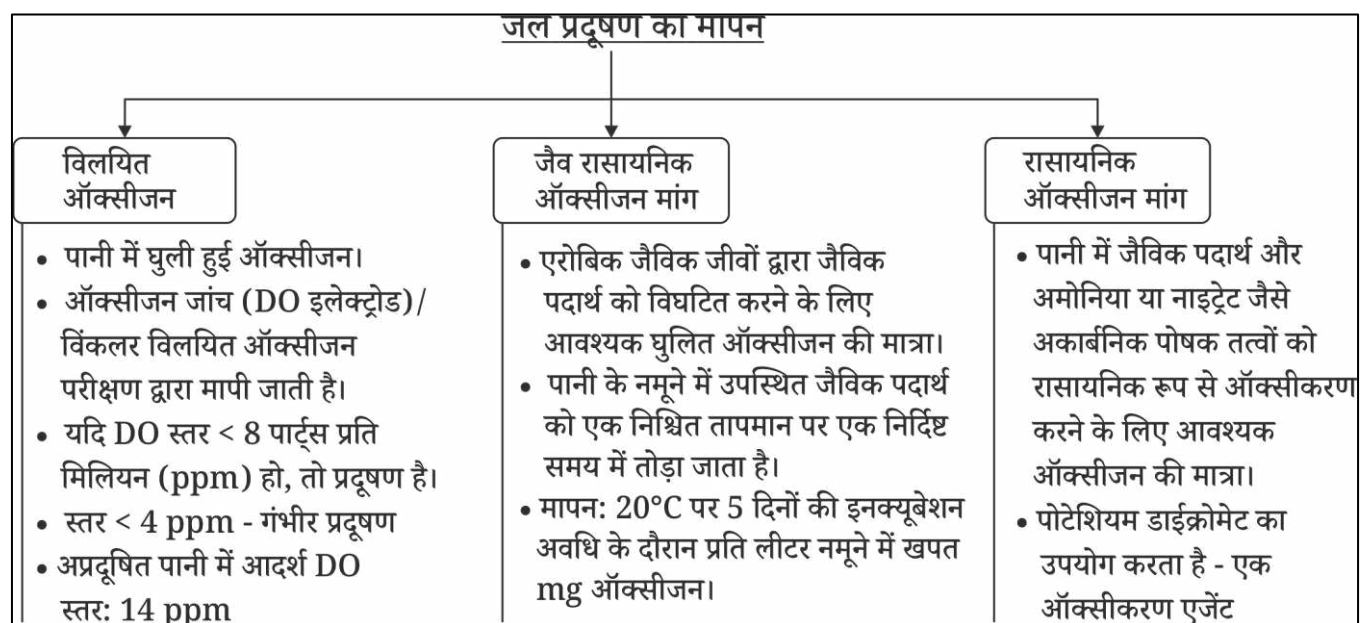 जल प्रदूषण का मापन
विलयित
ऑक्सीजन
• पानी में घुली हुई ऑक्सीजन।
• ऑक्सीजन जांच (DO इलेक्ट्रोड)/
विंकलर विलयित ऑक्सीजन
परीक्षण द्वारा मापी जाती है।
• यदि DO स्तर < 8 पार्ट्स प्रति
मिलियन (ppm) हो, तो प्रदूषण है।
• स्तर < 4 ppm - गंभीर प्रदूषण
• अप्रदूषित पानी में आदर्श DO
स्तर: 14 ppm
जैव रासायनिक
ऑक्सीजन मांग
• एरोबिक जैविक जीवों द्वारा जैविक
पदार्थ को विघटित करने के लिए
आवश्यक घुलित ऑक्सीजन की मात्रा।
• पानी के नमूने में उपस्थित जैविक पदार्थ
को एक निश्चित तापमान पर एक निर्दिष्ट
समय में तोड़ा जाता है।
• मापन: 20°C पर 5 दिनों की इनक्यूबेशन
अवधि के दौरान प्रति लीटर नमूने में खपत
mg ऑक्सीजन।
रासायनिक
ऑक्सीजन मांग
• पानी में जैविक पदार्थ और
अमोनिया या नाइट्रेट जैसे
अकार्बनिक पोषक तत्वों को
रासायनिक रूप से ऑक्सीकरण
करने के लिए आवश्यक
ऑक्सीजन की मात्रा।
• पोटेशियम डाईक्रोमेट का
उपयोग करता है - एक
ऑक्सीकरण एजेंट